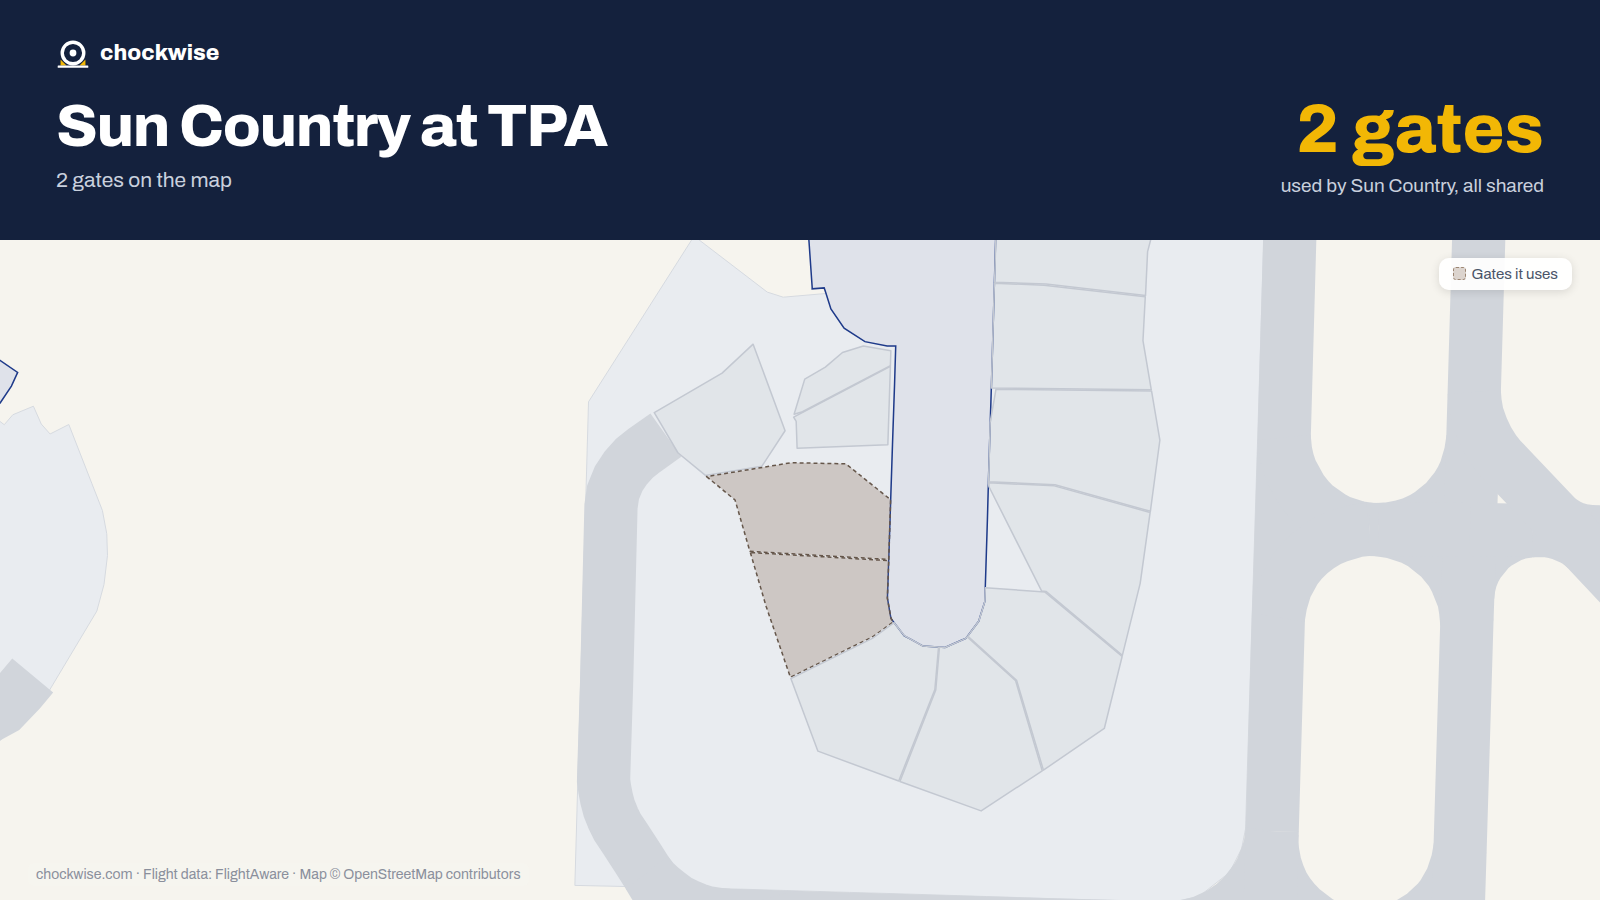 chockwise
Sun Country at TPA
2 gates on the map
2 gates
used by Sun Country, all shared
Gates it uses
chockwise.com · Flight data: FlightAware · Map © OpenStreetMap contributors